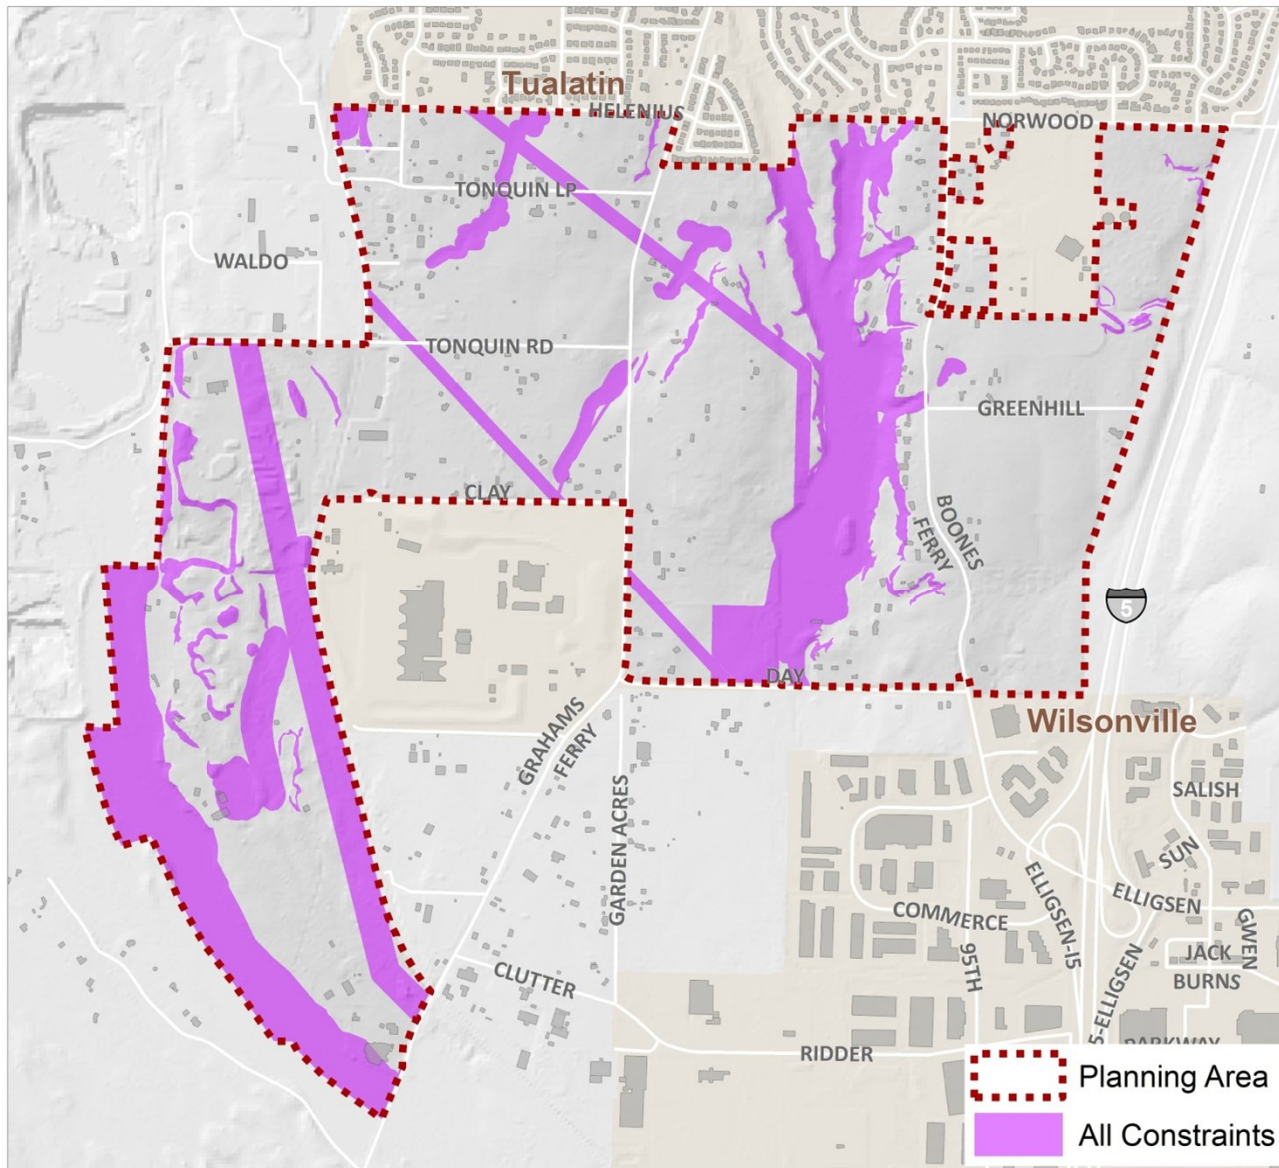 Tualatin
HELENIUS
NORWOOD
TONQUIN LP
WALDO
TONQUIN RD
GREENHILL
CLAY
BOONES
FERRY
5
DAY
Wilsonville
GRAHAMS
FERRY
GARDEN ACRES
SALISH
SUN
ELLIGSEN-I5
ELLIGSEN
COMMERCE
GWEN
95TH
JACK
BURNS
CLUTTER
5-ELLIGSEN
PARKWAY
RIDDER
Planning Area
All Constraints